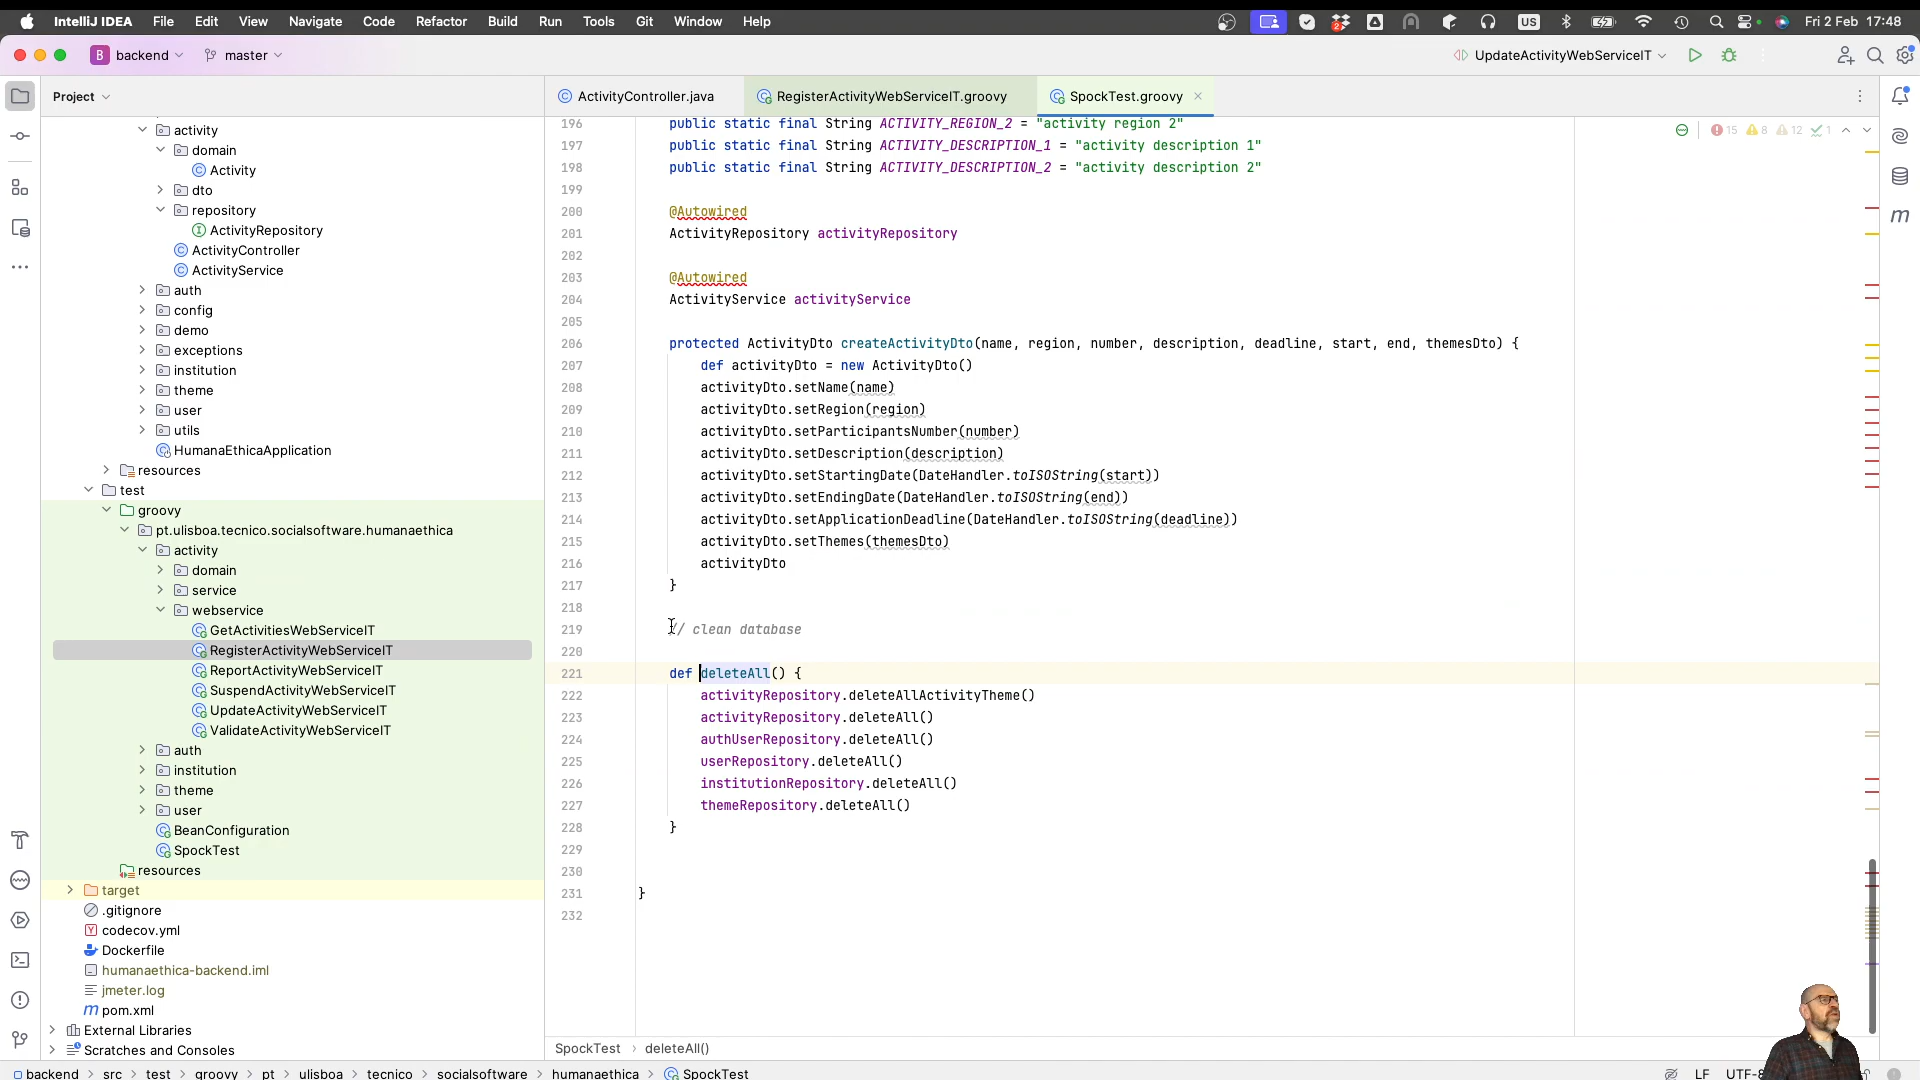 IntelliJ IDEA File Edit View Navigate Code Refactor Build Run Tools Git Window Help 2 US Fri 2 Feb 17:48
B backend master UpdateActivityWebServiceIT
Project
ActivityController.java RegisterActivityWebServiceIT.groovy SpockTest.groovy
activity
domain
Activity
dto
repository
ActivityRepository
ActivityController
ActivityService
auth
config
demo
exceptions
institution
theme
user
utils
HumanaEthicaApplication
resources
test
groovy
pt.ulisboa.tecnico.socialsoftware.humanaethica
activity
domain
service
webservice
GetActivitiesWebServiceIT
RegisterActivityWebServiceIT
ReportActivityWebServiceIT
SuspendActivityWebServiceIT
UpdateActivityWebServiceIT
ValidateActivityWebServiceIT
auth
institution
theme
user
BeanConfiguration
SpockTest
resources
target
.gitignore
codecov.yml
Dockerfile
humanaethica-backend.iml
jmeter.log
pom.xml
External Libraries
Scratches and Consoles
15 8 12 1
196 public static final String ACTIVITY_REGION_2 = "activity region 2"
197 public static final String ACTIVITY_DESCRIPTION_1 = "activity description 1"
198 public static final String ACTIVITY_DESCRIPTION_2 = "activity description 2"
199
200 @Autowired
201 ActivityRepository activityRepository
202
203 @Autowired
204 ActivityService activityService
205
206 protected ActivityDto createActivityDto(name, region, number, description, deadline, start, end, themesDto) {
207 def activityDto = new ActivityDto()
208 activityDto.setName(name)
209 activityDto.setRegion(region)
210 activityDto.setParticipantsNumber(number)
211 activityDto.setDescription(description)
212 activityDto.setStartingDate(DateHandler.toISOString(start))
213 activityDto.setEndingDate(DateHandler.toISOString(end))
214 activityDto.setApplicationDeadline(DateHandler.toISOString(deadline))
215 activityDto.setThemes(themesDto)
216 activityDto
217 }
218
219 // clean database
220
221 def deleteAll() {
222 activityRepository.deleteAllActivityTheme()
223 activityRepository.deleteAll()
224 authUserRepository.deleteAll()
225 userRepository.deleteAll()
226 institutionRepository.deleteAll()
227 themeRepository.deleteAll()
228 }
229
230
231 }
232
SpockTest > deleteAll()
backend > src > test > groovy > pt > ulisboa > tecnico > socialsoftware > humanaethica > SpockTest LF